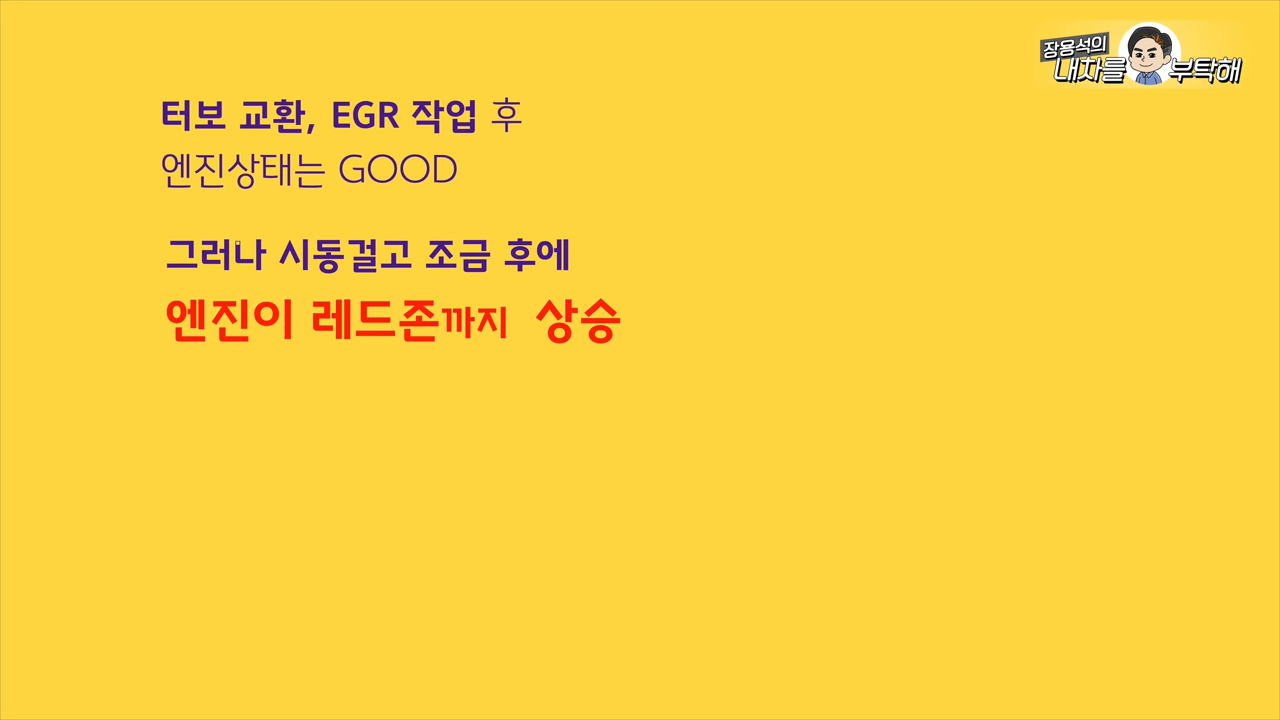 장용석의
내차를 부탁해
터보 교환, EGR 작업 후
엔진상태는 GOOD
그러나 시동걸고 조금 후에
엔진이 레드존까지 상승